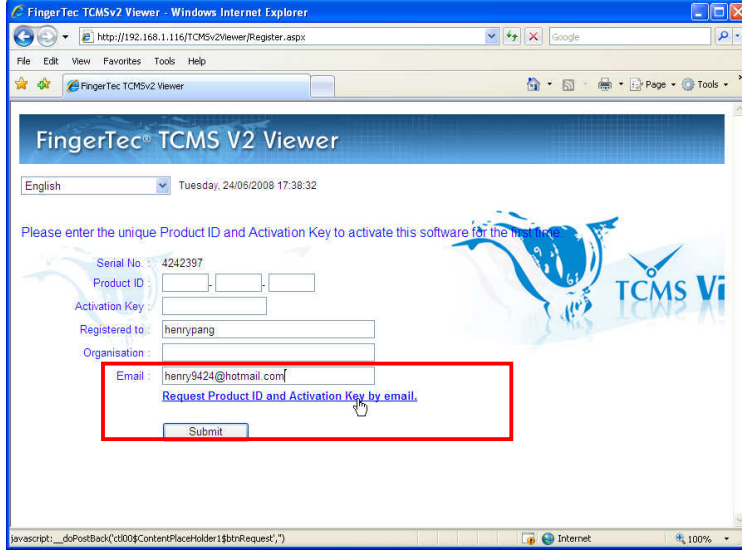 FingerTec TCMSv2 Viewer - Windows Internet Explorer
http://192.168.1.116/TCMSv2Viewer/Register.aspx
Google
File Edit View Favorites Tools Help
FingerTec TCMSv2 Viewer
Page Tools
FingerTec® TCMS V2 Viewer
English
Tuesday, 24/06/2008 17:38:32
Please enter the unique Product ID and Activation Key to activate this software for the first time.
Serial No. : 4242397
Product ID : - -
Activation Key :
Registered to : henrypang
Organisation :
Email : henry9424@hotmail.com
Request Product ID and Activation Key by email.
Submit
TCMS Vi
javascript:__doPostBack('ctl00$ContentPlaceHolder1$btnRequest','')
Internet
100%